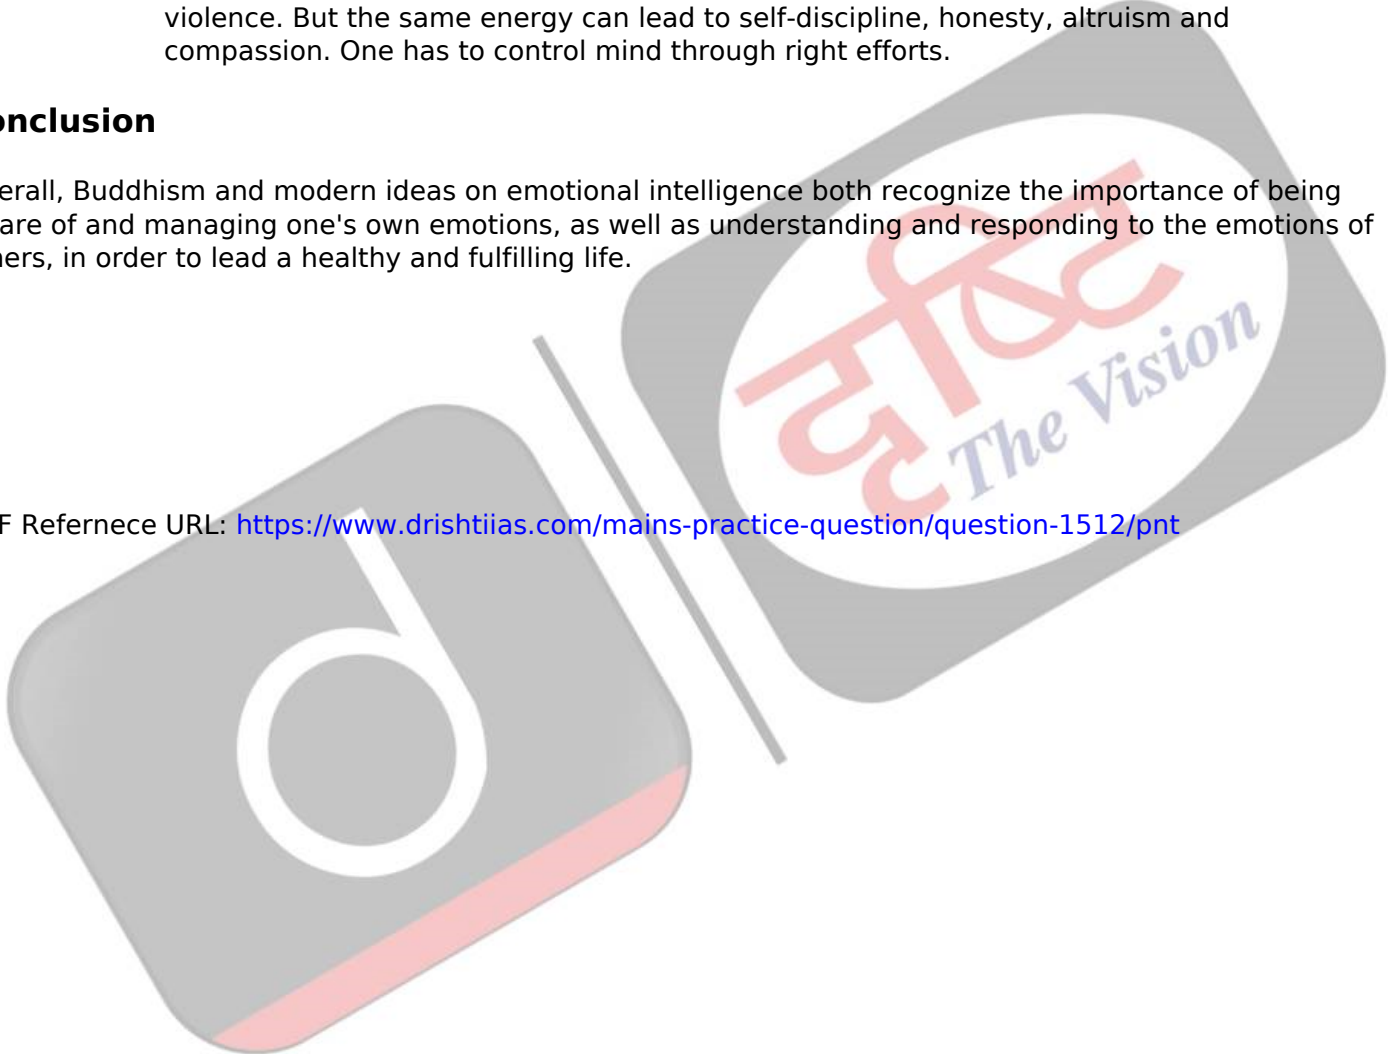 violence. But the same energy can lead to self-discipline, honesty, altruism and
compassion. One has to control mind through right efforts.
onclusion
erall, Buddhism and modern ideas on emotional intelligence both recognize the importance of being
are of and managing one's own emotions, as well as understanding and responding to the emotions of
ners, in order to lead a healthy and fulfilling life.
दृष्टि
The Vision
F Refernece URL: https://www.drishtiias.com/mains-practice-question/question-1512/pnt
d